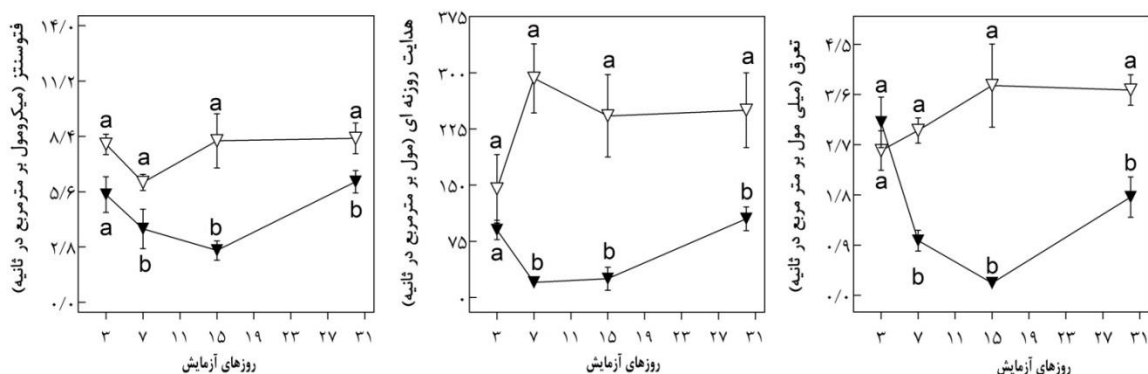 فتوسنتز (میکرومول بر مترمربع در ثانیه)
۱۴/۰
۱۱/۲
۸/۴
۵/۶
۲/۸
۰/۰
a
a
a
a
a
b
b
b
۳ ۷ ۱۱ ۱۵ ۱۹ ۲۳ ۲۷ ۳۱
روزهای آزمایش
هدایت روزنه ای (مول بر مترمربع در ثانیه)
۳۷۵
۳۰۰
۲۲۵
۱۵۰
۷۵
۰
a
a
a
a
a
b
b
b
۳ ۷ ۱۱ ۱۵ ۱۹ ۲۳ ۲۷ ۳۱
روزهای آزمایش
تعرق (میلی مول بر متر مربع در ثانیه)
۴/۵
۳/۶
۲/۷
۱/۸
۰/۹
۰/۰
a
a
a
a
a
b
b
b
۳ ۷ ۱۱ ۱۵ ۱۹ ۲۳ ۲۷ ۳۱
روزهای آزمایش